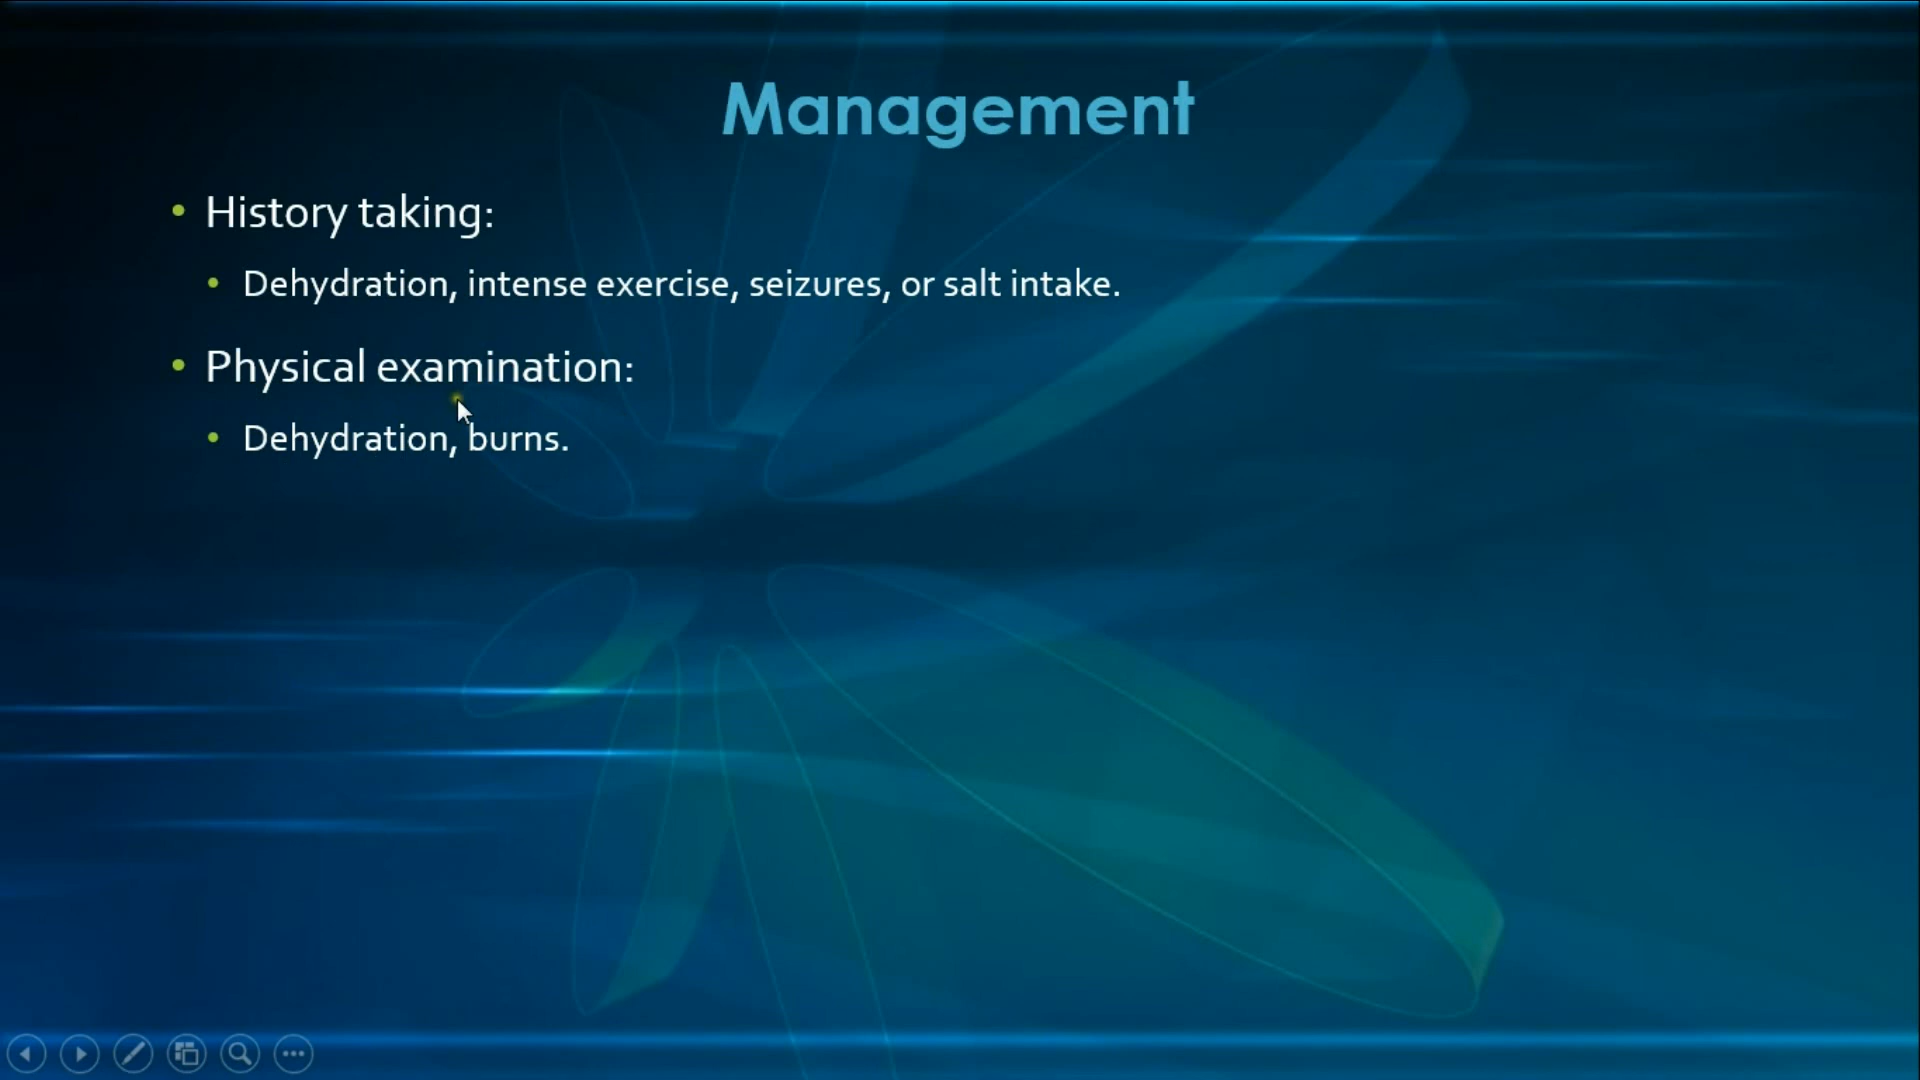 Management
• History taking:
• Dehydration, intense exercise, seizures, or salt intake.
• Physical examination:
• Dehydration, burns.